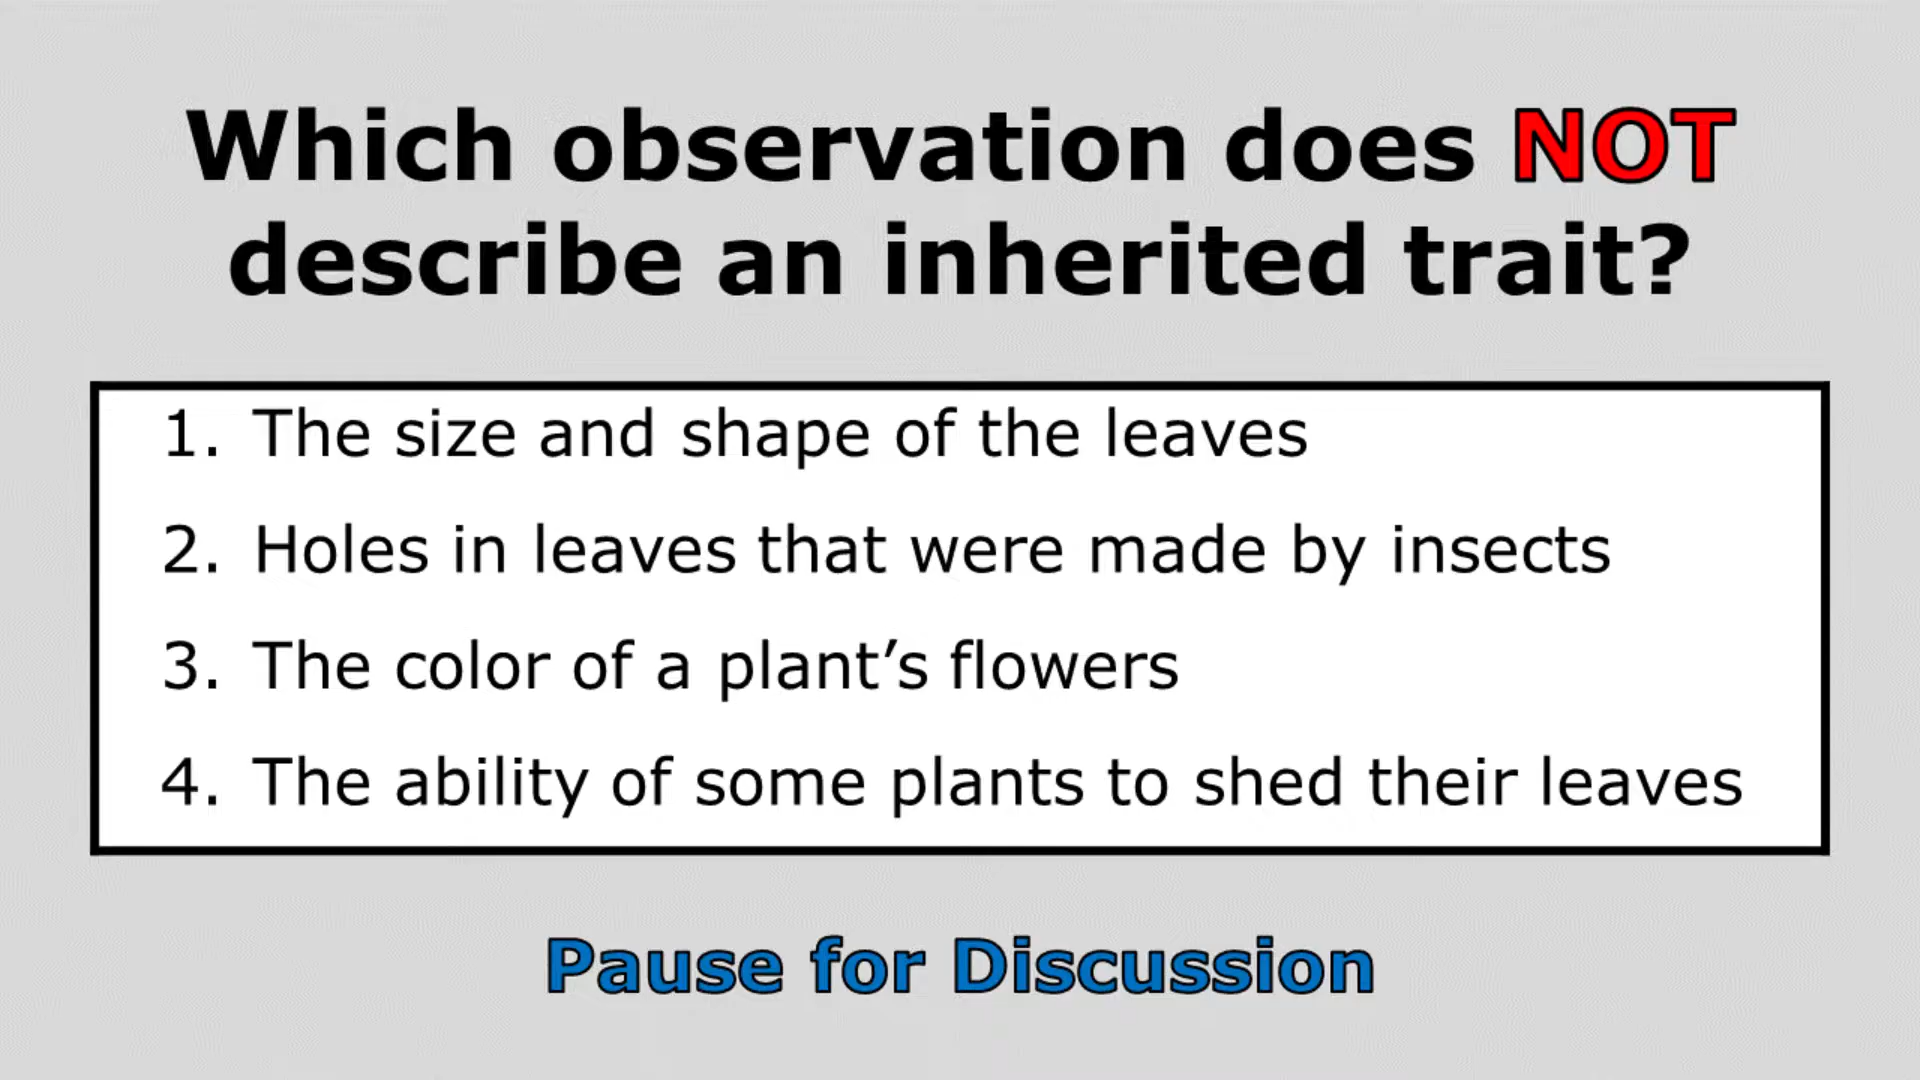 Which observation does NOT
describe an inherited trait?
1. The size and shape of the leaves
2. Holes in leaves that were made by insects
3. The color of a plant’s flowers
4. The ability of some plants to shed their leaves
Pause for Discussion